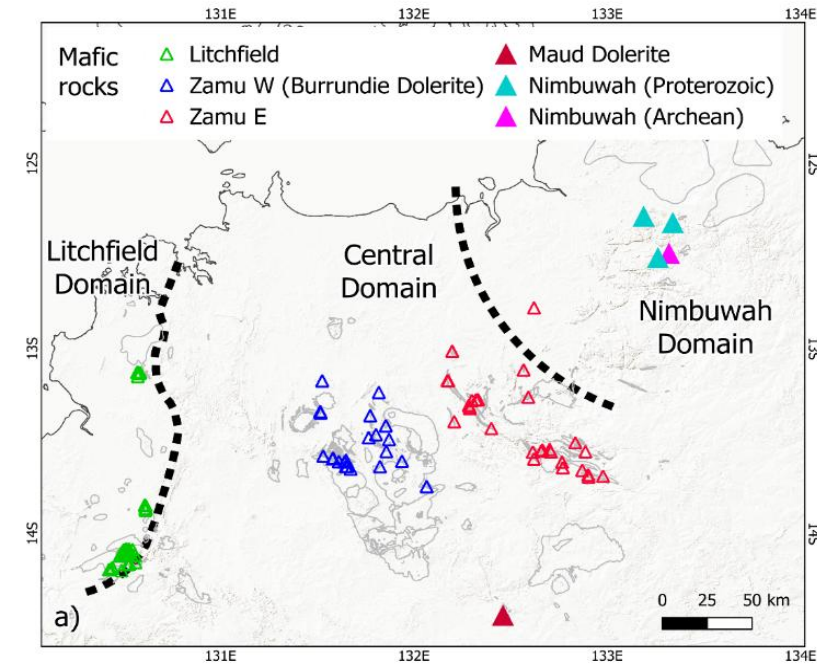 131E 132E 133E 134E
Mafic
rocks
Litchfield
Zamu W (Burrundie Dolerite)
Zamu E
Maud Dolerite
Nimbuwah (Proterozoic)
Nimbuwah (Archean)
12S 12S
Litchfield
Domain
Central
Domain
Nimbuwah
Domain
13S 13S
14S 14S
a)
0 25 50 km
131E 132E 133E 134E